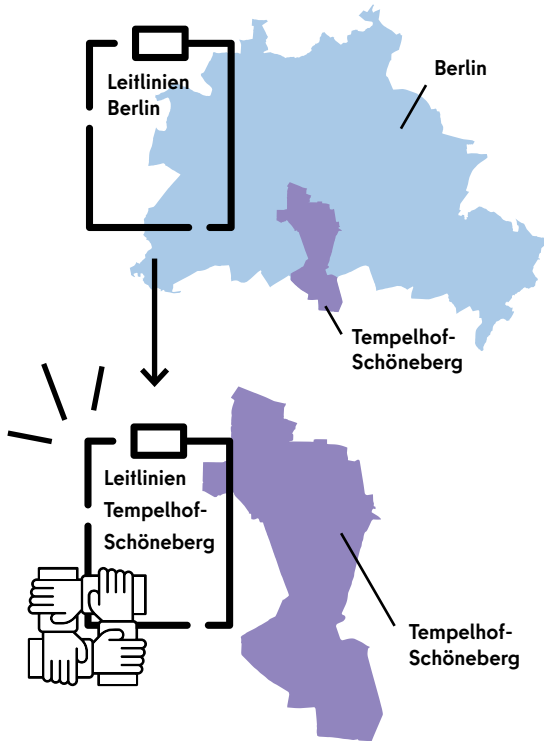 Leitlinien
Berlin
Berlin
Tempelhof-
Schöneberg
Leitlinien
Tempelhof-
Schöneberg
Tempelhof-
Schöneberg